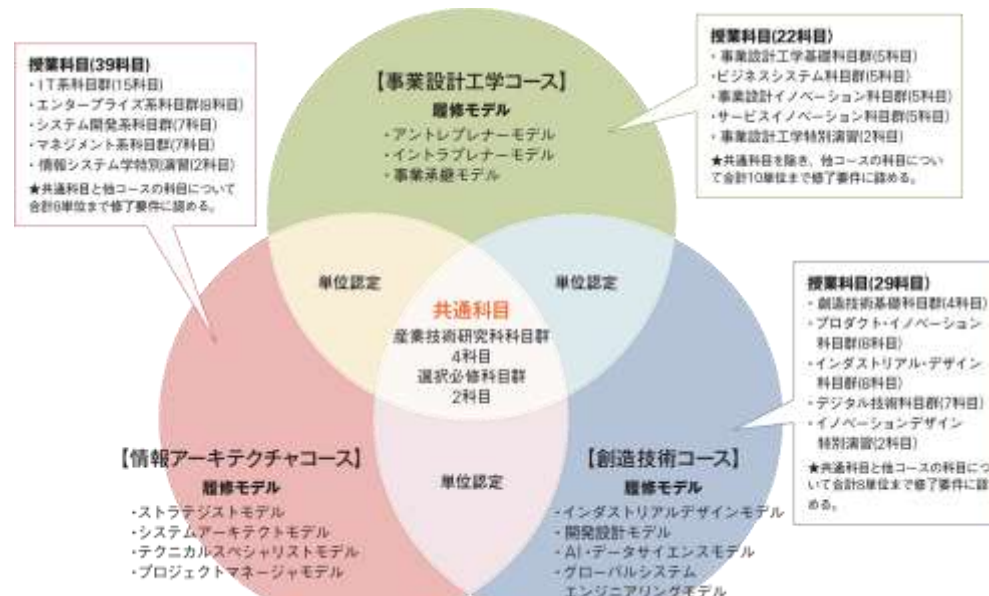 授業科目(39科目)
・IT系科目群(15科目)
・エンタープライズ系科目群(8科目)
・システム開発系科目群(7科目)
・マネジメント系科目群(7科目)
・情報システム学特別演習(2科目)
★共通科目と他コースの科目について
合計6単位まで修了要件に認める。
【事業設計工学コース】
履修モデル
・アントレプレナーモデル
・イントラプレナーモデル
・事業承継モデル
授業科目(22科目)
・事業設計工学基礎科目群(5科目)
・ビジネスシステム科目群(5科目)
・事業設計イノベーション科目群(5科目)
・サービスイノベーション科目群(5科目)
・事業設計工学特別演習(2科目)
★共通科目を除き、他コースの科目につい
て合計10単位まで修了要件に認める。
単位認定
単位認定
共通科目
産業技術研究科科目群
4科目
選択必修科目群
2科目
授業科目(29科目)
・創造技術基礎科目群(4科目)
・プロダクト・イノベーション
科目群(8科目)
・インダストリアル・デザイン
科目群(8科目)
・デジタル技術科目群(7科目)
・イノベーションデザイン
特別演習(2科目)
★共通科目と他コースの科目につ
いて合計8単位まで修了要件に認
める。
【情報アーキテクチャコース】
履修モデル
・ストラテジストモデル
・システムアーキテクトモデル
・テクニカルスペシャリストモデル
・プロジェクトマネージャモデル
単位認定
【創造技術コース】
履修モデル
・インダストリアルデザインモデル
・開発設計モデル
・AI・データサイエンスモデル
・グローバルシステム
エンジニアリングモデル